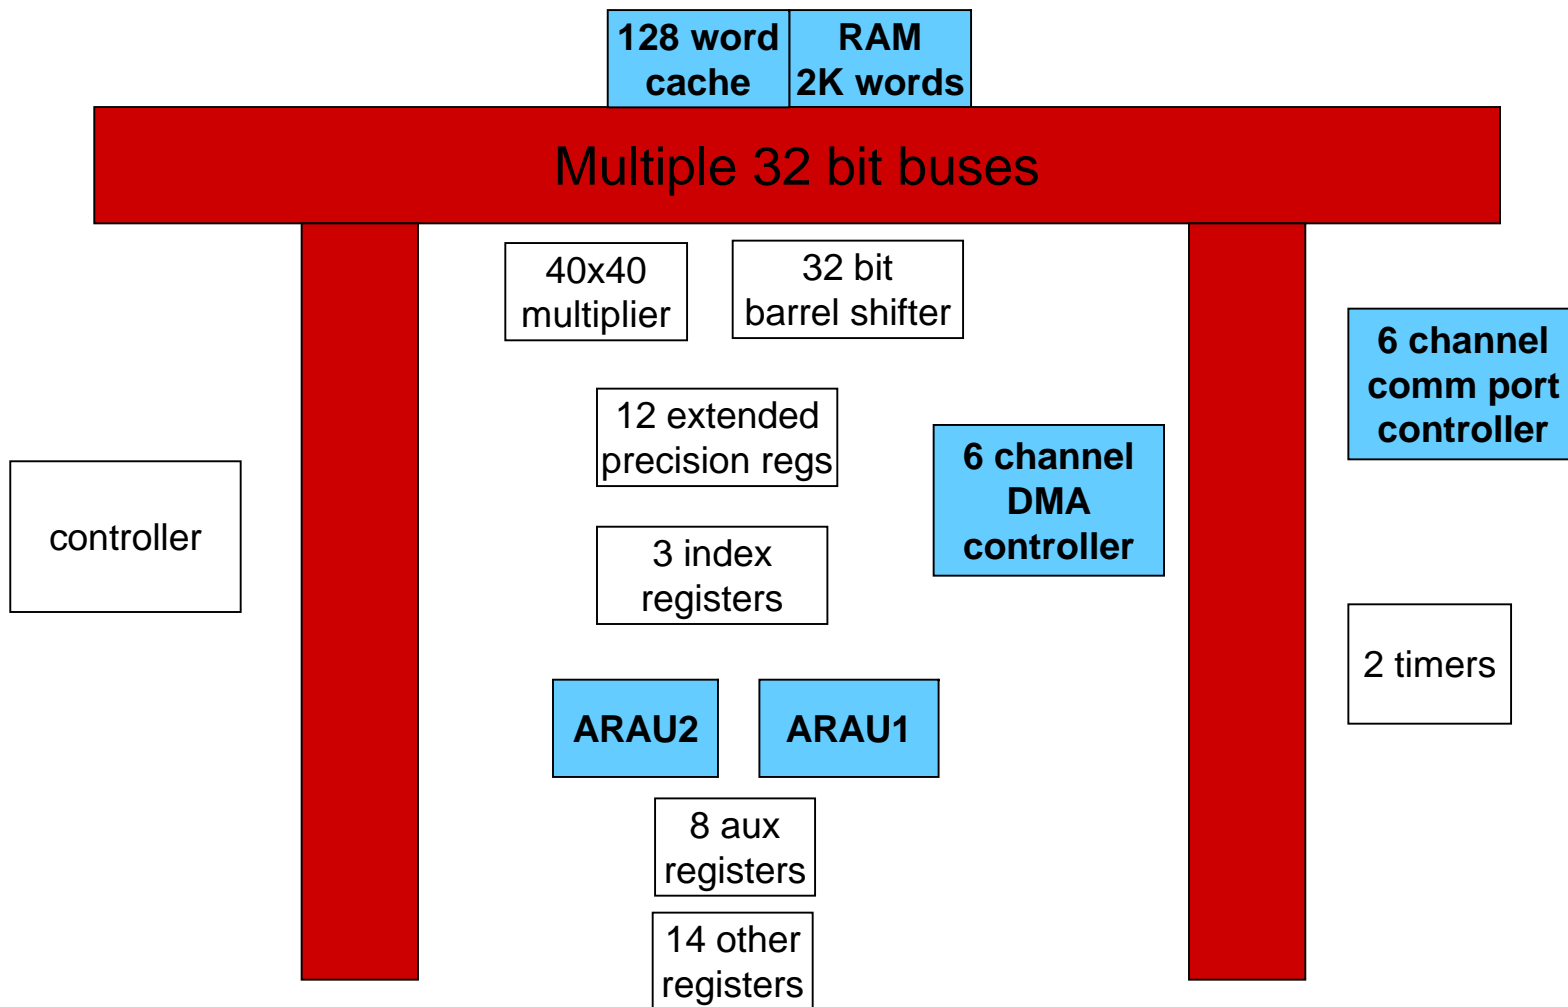 128 word
cache
RAM
2K words
Multiple 32 bit buses
40x40
multiplier
32 bit
barrel shifter
6 channel
comm port
controller
12 extended
precision regs
6 channel
DMA
controller
controller
3 index
registers
2 timers
ARAU2
ARAU1
8 aux
registers
14 other
registers